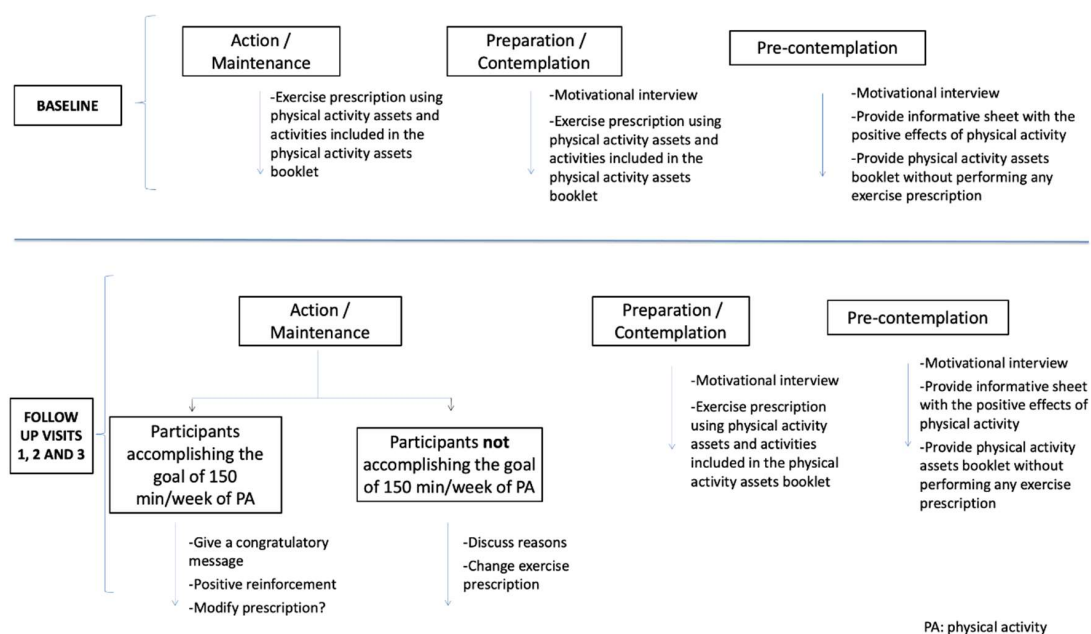 BASELINE
Action /
Maintenance
-Exercise prescription using
physical activity assets and
activities included in the
physical activity assets
booklet
Preparation /
Contemplation
-Motivational interview
-Exercise prescription using
physical activity assets and
activities included in the
physical activity assets
booklet
Pre-contemplation
-Motivational interview
-Provide informative sheet with the
positive effects of physical activity
-Provide physical activity assets
booklet without performing any
exercise prescription
FOLLOW
UP VISITS
1, 2 AND 3
Action /
Maintenance
Participants
accomplishing the
goal of 150
min/week of PA
-Give a congratulatory
message
-Positive reinforcement
-Modify prescription?
Participants not
accomplishing the goal
of 150 min/week of PA
-Discuss reasons
-Change exercise
prescription
Preparation /
Contemplation
-Motivational interview
-Exercise prescription
using physical activity
assets and activities
included in the physical
activity assets booklet
Pre-contemplation
-Motivational interview
-Provide informative sheet
with the positive effects of
physical activity
-Provide physical activity
assets booklet without
performing any exercise
prescription
PA: physical activity